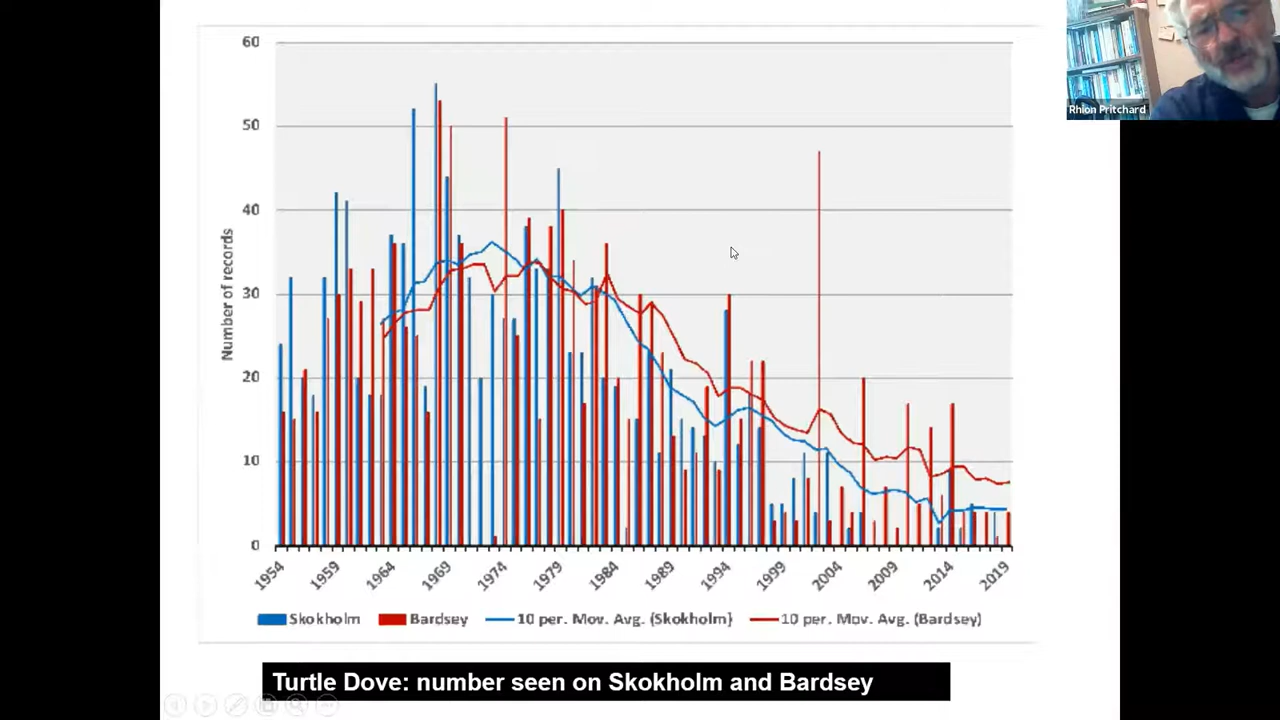 Rhion Pritchard
60
50
40
30
20
10
0
Number of records
1954 1959 1964 1969 1974 1979 1984 1989 1994 1999 2004 2009 2014 2019
Skokholm Bardsey 10 per. Mov. Avg. (Skokholm) 10 per. Mov. Avg. (Bardsey)
Turtle Dove: number seen on Skokholm and Bardsey